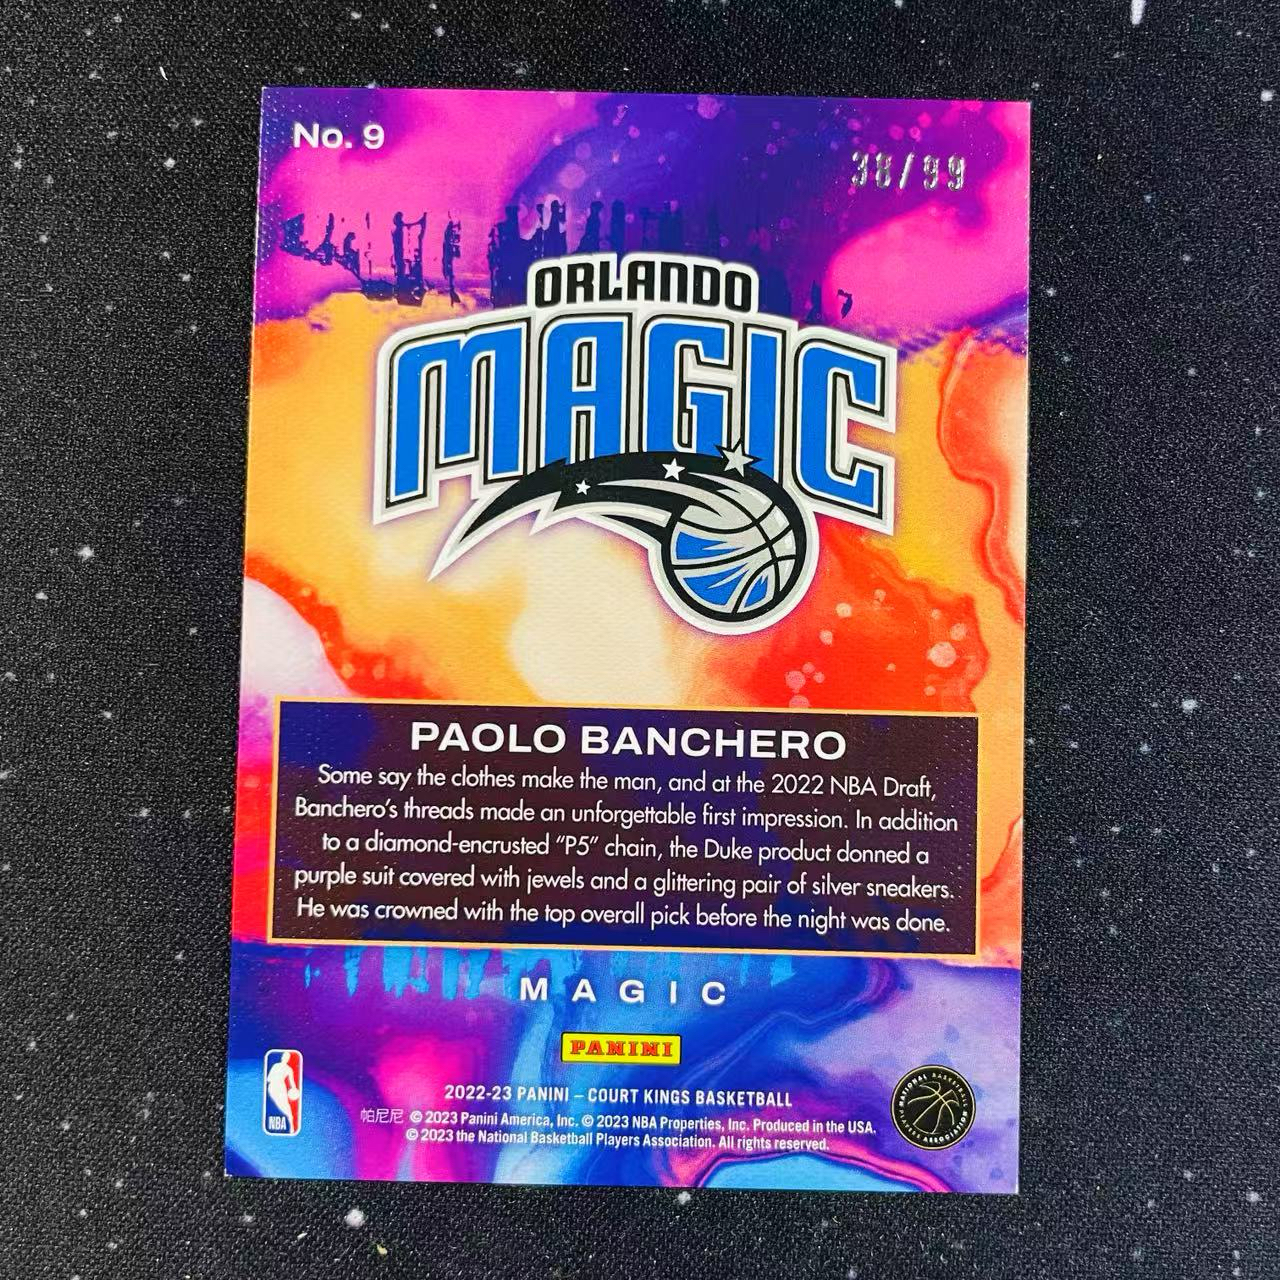 No. 9
38/99
ORLANDO
MAGIC
PAOLO BANCHERO
Some say the clothes make the man, and at the 2022 NBA Draft,
Banchero's threads made an unforgettable first impression. In addition
to a diamond-encrusted "P5" chain, the Duke product donned a
purple suit covered with jewels and a glittering pair of silver sneakers.
He was crowned with the top overall pick before the night was done.
MAGIC
PANINI
2022-23 PANINI – COURT KINGS BASKETBALL
帕尼尼 © 2023 Panini America, Inc. © 2023 NBA Properties, Inc. Produced in the USA.
© 2023 the National Basketball Players Association. All rights reserved.
NBA
NATIONAL BASKETBALL
PLAYERS ASSOCIATION